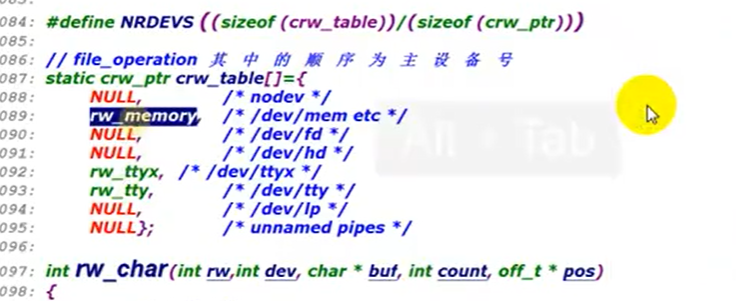 084: #define NRDEVS ((sizeof (crw_table))/(sizeof (crw_ptr)))
085:
086: // file_operation 其 中 的 顺 序 为 主 设 备 号
087: static crw_ptr crw_table[]={
088: NULL, /* nodev */
089: rw_memory, /* /dev/mem etc */
090: NULL, /* /dev/fd */
091: NULL, /* /dev/hd */
092: rw_ttyx, /* /dev/ttyx */
093: rw_tty, /* /dev/tty */
094: NULL, /* /dev/lp */
095: NULL}; /* unnamed pipes */
096:
097: int rw_char(int rw,int dev, char * buf, int count, off_t * pos)
098: {
Alt + Tab